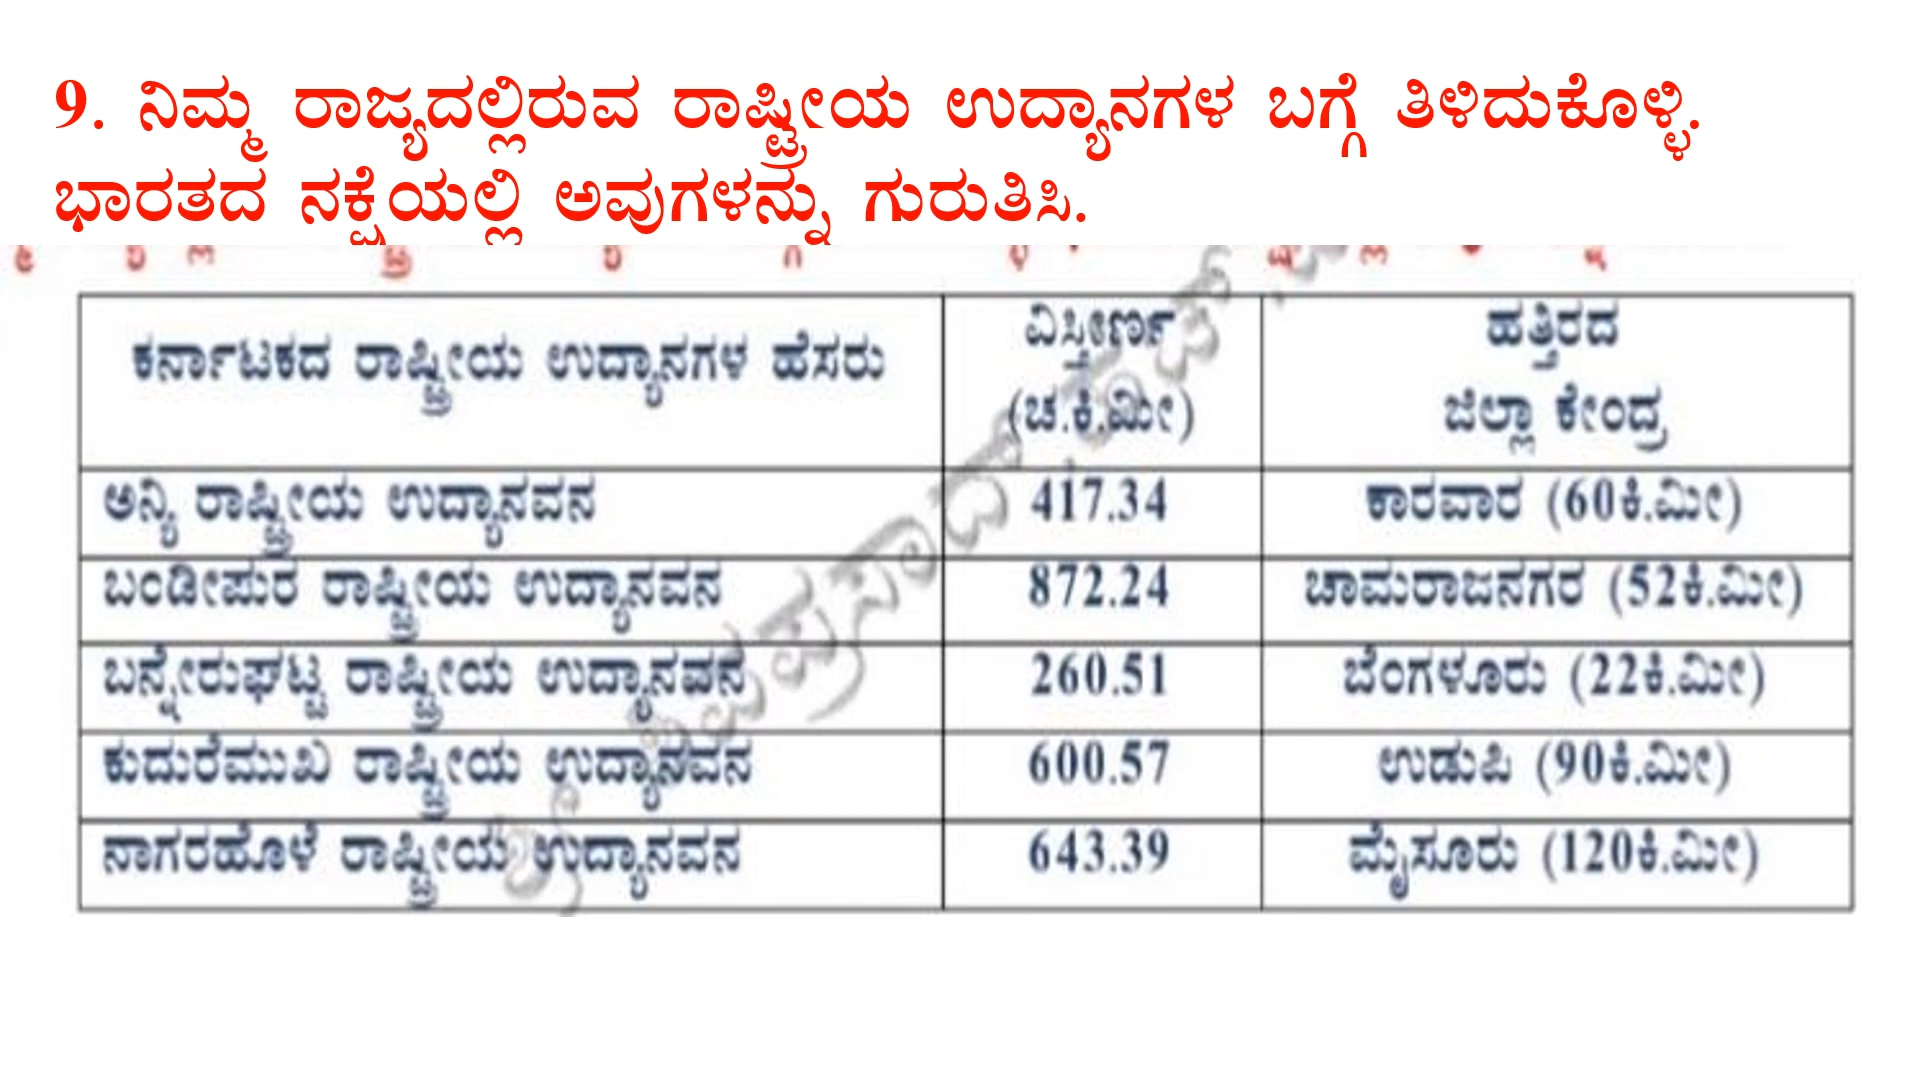 9. ನಿಮ್ಮ ರಾಜ್ಯದಲ್ಲಿರುವ ರಾಷ್ಟ್ರೀಯ ಉದ್ಯಾನಗಳ ಬಗ್ಗೆ ತಿಳಿದುಕೊಳ್ಳಿ.
ಭಾರತದ ನಕ್ಷೆಯಲ್ಲಿ ಅವುಗಳನ್ನು ಗುರುತಿಸಿ.
ಕರ್ನಾಟಕದ ರಾಷ್ಟ್ರೀಯ ಉದ್ಯಾನಗಳ ಹೆಸರು ವಿಸ್ತೀರ್ಣ (ಚ.ಕಿ.ಮೀ) ಹತ್ತಿರದ ಜಿಲ್ಲಾ ಕೇಂದ್ರ
ಅನ್ಶಿ ರಾಷ್ಟ್ರೀಯ ಉದ್ಯಾನವನ 417.34 ಕಾರವಾರ (60ಕಿ.ಮೀ)
ಬಂಡೀಪುರ ರಾಷ್ಟ್ರೀಯ ಉದ್ಯಾನವನ 872.24 ಚಾಮರಾಜನಗರ (52ಕಿ.ಮೀ)
ಬನ್ನೇರುಘಟ್ಟ ರಾಷ್ಟ್ರೀಯ ಉದ್ಯಾನವನ 260.51 ಬೆಂಗಳೂರು (22ಕಿ.ಮೀ)
ಕುದುರೆಮುಖ ರಾಷ್ಟ್ರೀಯ ಉದ್ಯಾನವನ 600.57 ಉಡುಪಿ (90ಕಿ.ಮೀ)
ನಾಗರಹೊಳೆ ರಾಷ್ಟ್ರೀಯ ಉದ್ಯಾನವನ 643.39 ಮೈಸೂರು (120ಕಿ.ಮೀ)